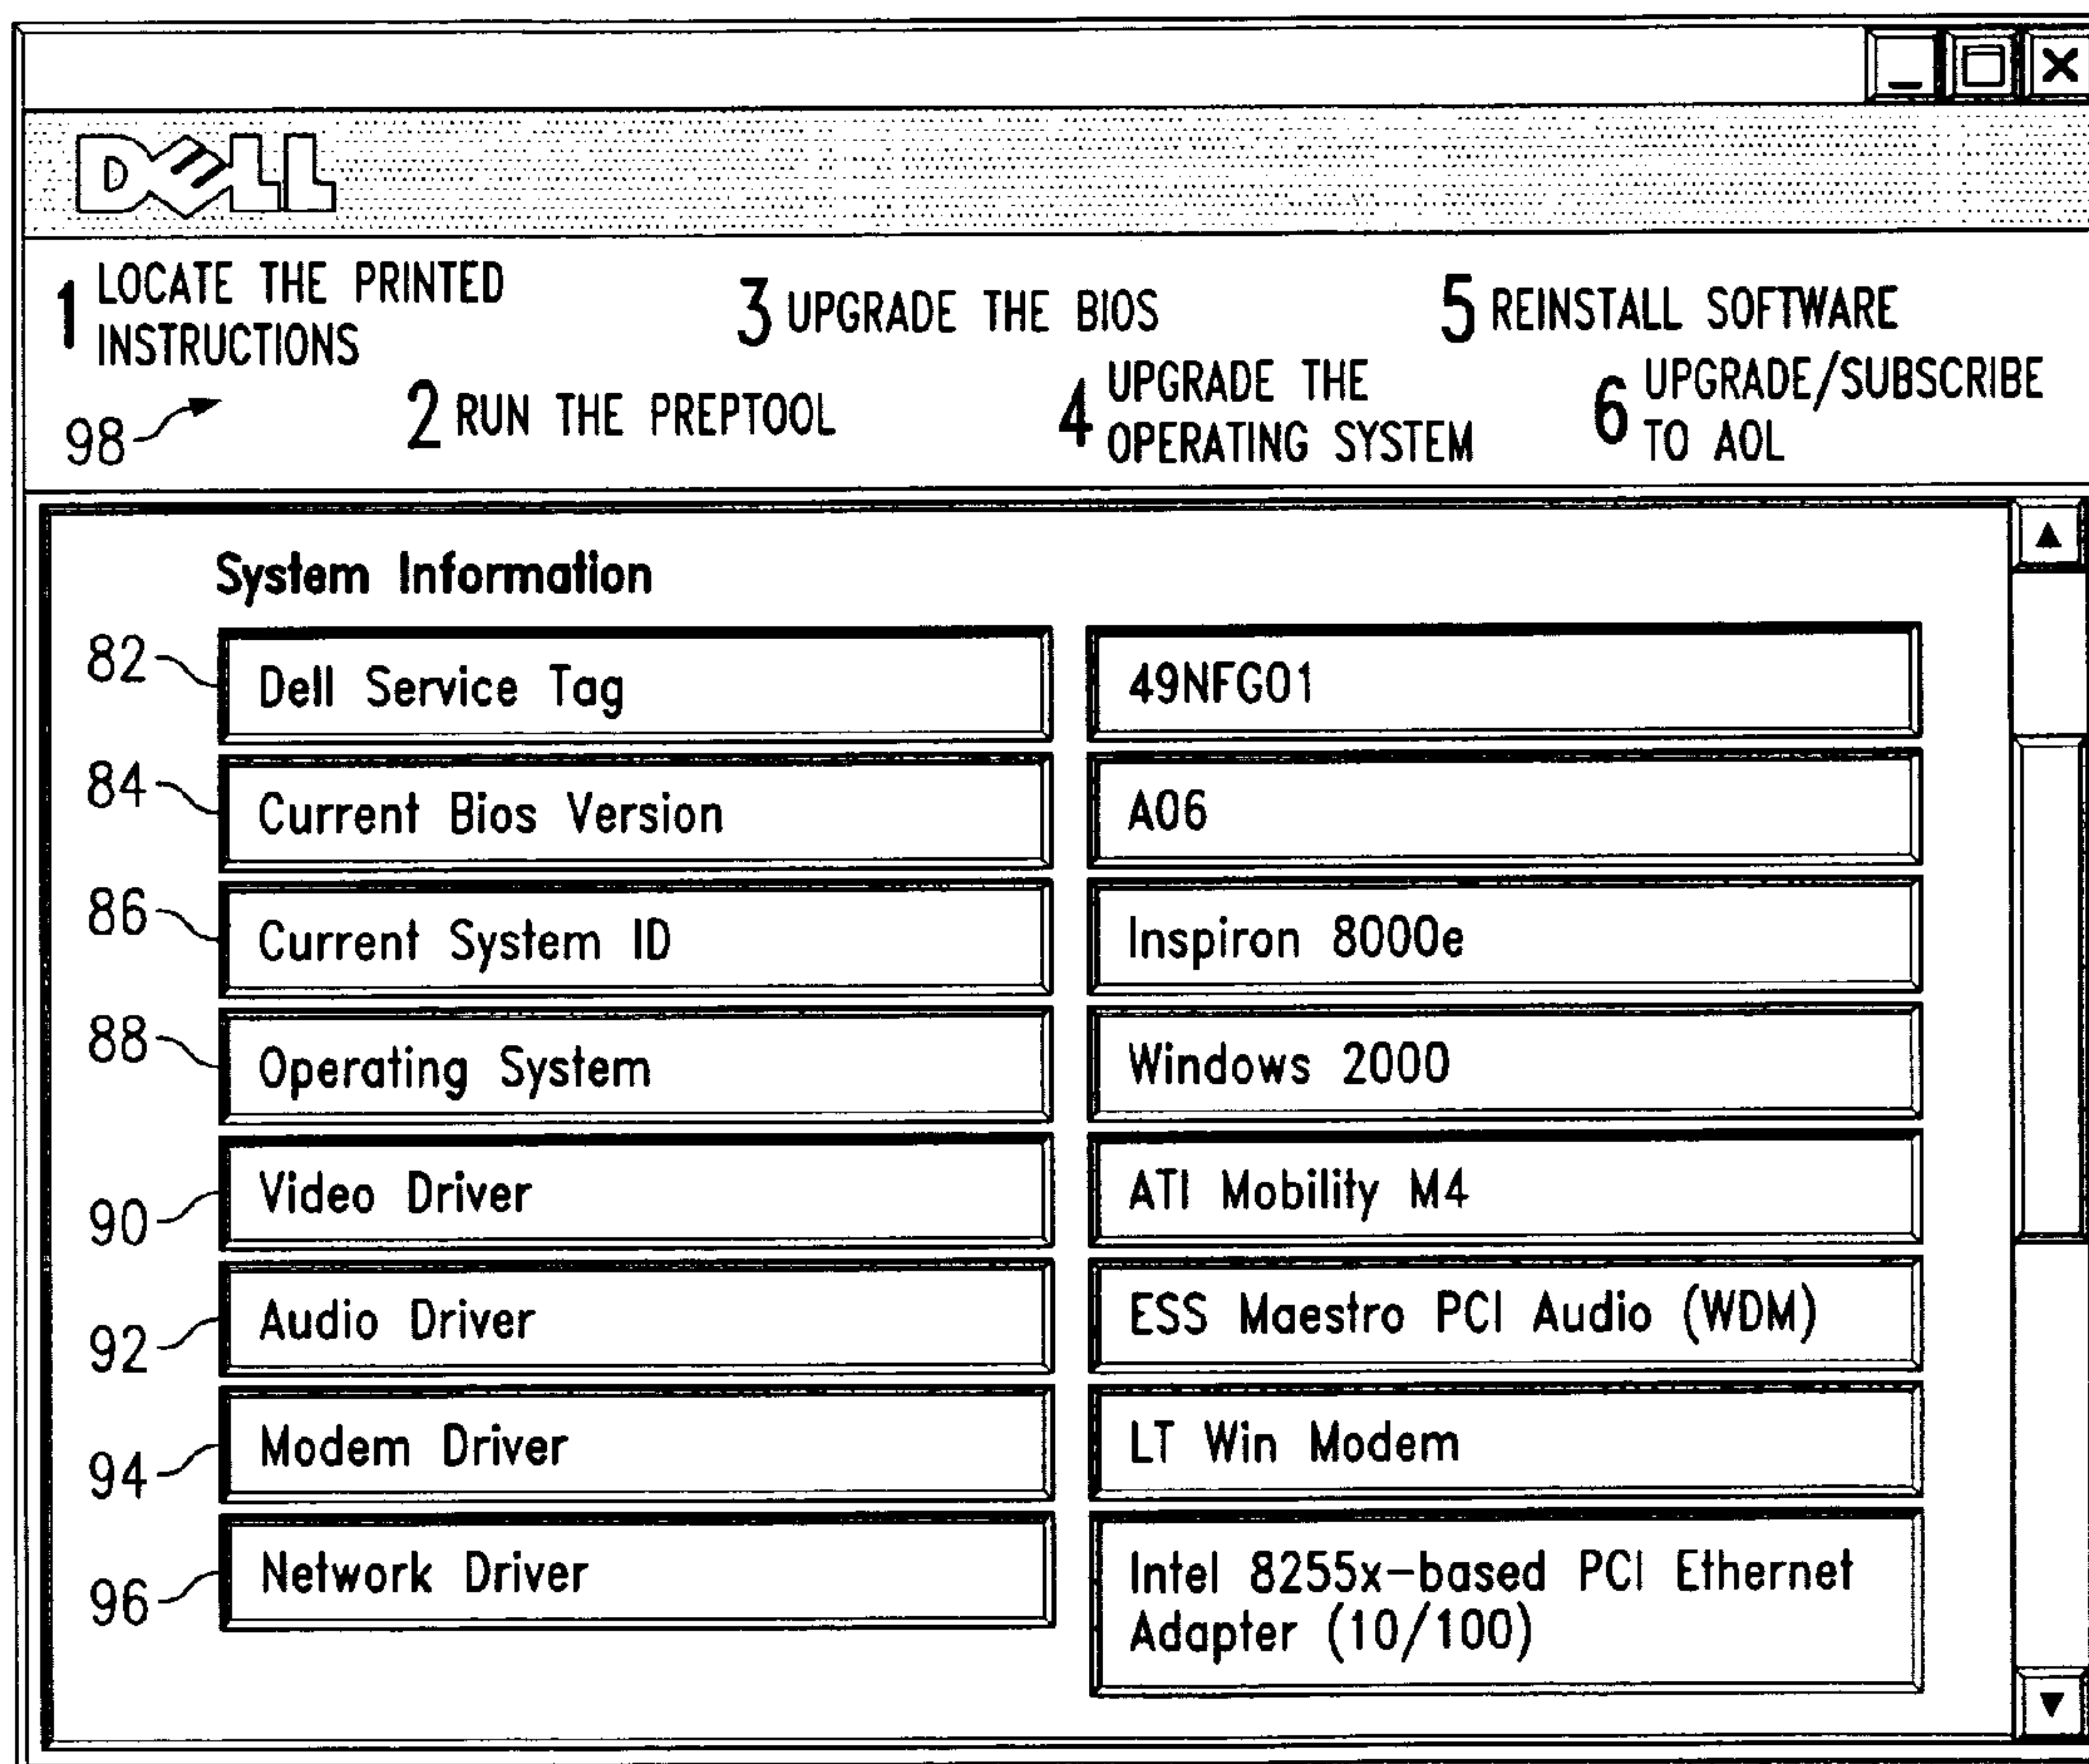 DELL
1 LOCATE THE PRINTED
INSTRUCTIONS
2 RUN THE PREPTOOL
3 UPGRADE THE BIOS
4 UPGRADE THE
OPERATING SYSTEM
5 REINSTALL SOFTWARE
6 UPGRADE/SUBSCRIBE
TO AOL
98
System Information
82 Dell Service Tag 49NFG01
84 Current Bios Version A06
86 Current System ID Inspiron 8000e
88 Operating System Windows 2000
90 Video Driver ATI Mobility M4
92 Audio Driver ESS Maestro PCI Audio (WDM)
94 Modem Driver LT Win Modem
96 Network Driver Intel 8255x-based PCI Ethernet
Adapter (10/100)